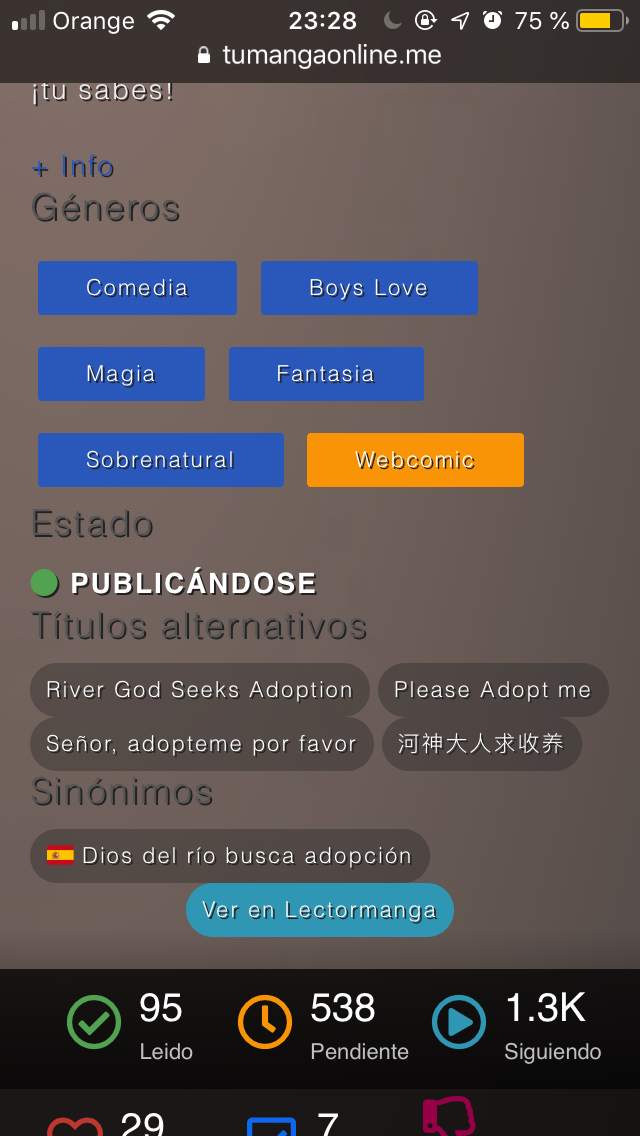 Orange 23:28 75 %
tumangaonline.me
¡tu sabes!
+ Info
Géneros
Comedia Boys Love
Magia Fantasia
Sobrenatural Webcomic
Estado
PUBLICÁNDOSE
Títulos alternativos
River God Seeks Adoption Please Adopt me
Señor, adopteme por favor 河神大人求收养
Sinónimos
Dios del río busca adopción
Ver en Lectormanga
95 538 1.3K
Leido Pendiente Siguiendo
29 7